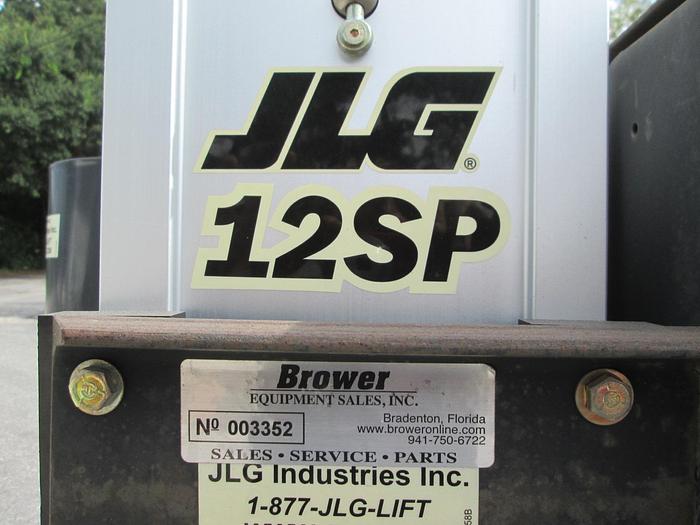 JLG®
12SP
Brower
EQUIPMENT SALES, INC.
Nº 003352
Bradenton, Florida
www.broweronline.com
941-750-6722
SALES • SERVICE • PARTS
JLG Industries Inc.
1-877-JLG-LIFT
58B